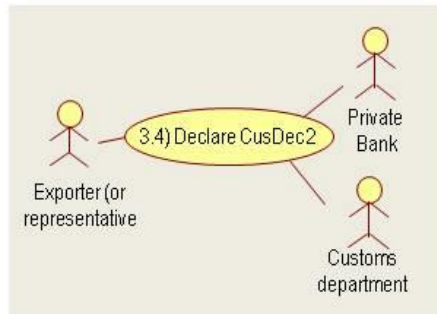 Private
Bank
3.4) Declare CusDec2
Exporter (or
representative
Customs
department